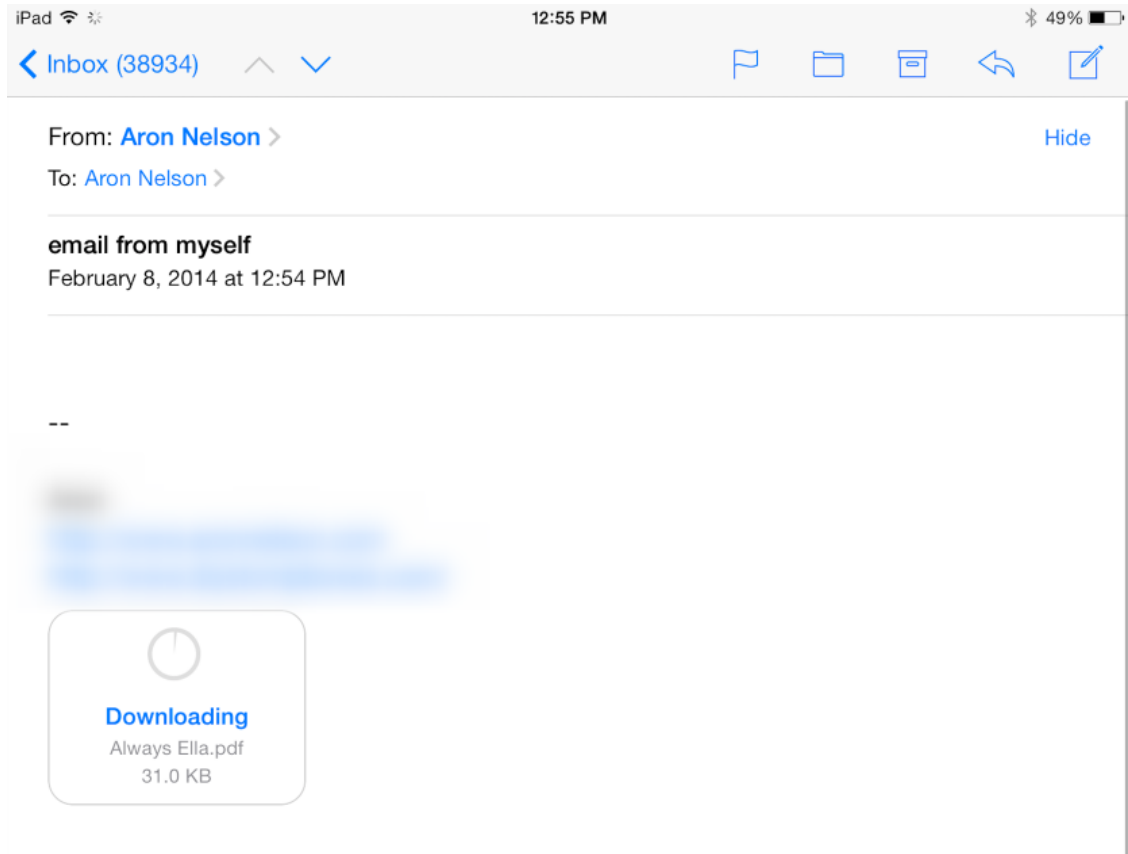 iPad 12:55 PM 49%
Inbox (38934)
From: Aron Nelson Hide
To: Aron Nelson
email from myself
February 8, 2014 at 12:54 PM
--
Downloading
Always Ella.pdf
31.0 KB